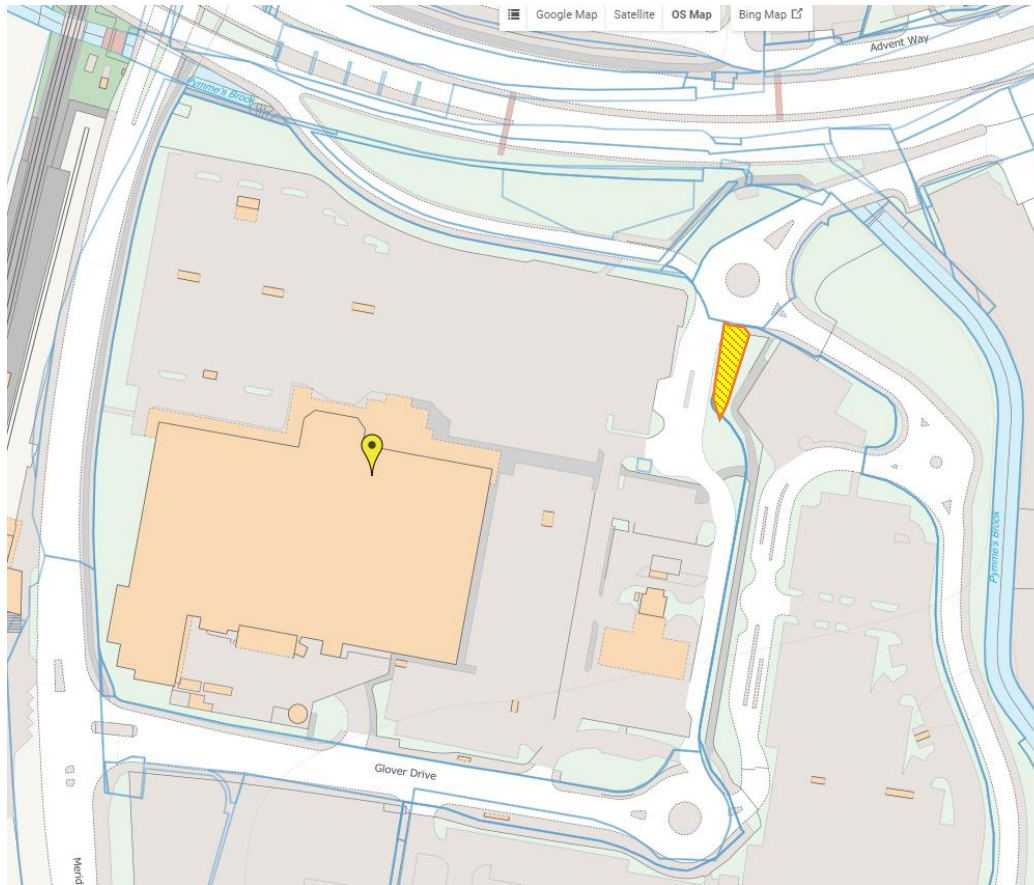 Google Map Satellite OS Map Bing Map
Advent Way
Pymme's Brook
Pymme's Brook
Glover Drive
Merid